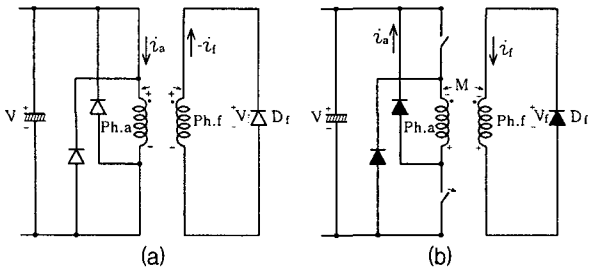 i_a
-i_f
V
+
-
Ph.a
Ph.f
V_f
D_f
(a)
i_a
i_f
M
V
+
-
Ph.a
Ph.f
V_f
D_f
(b)